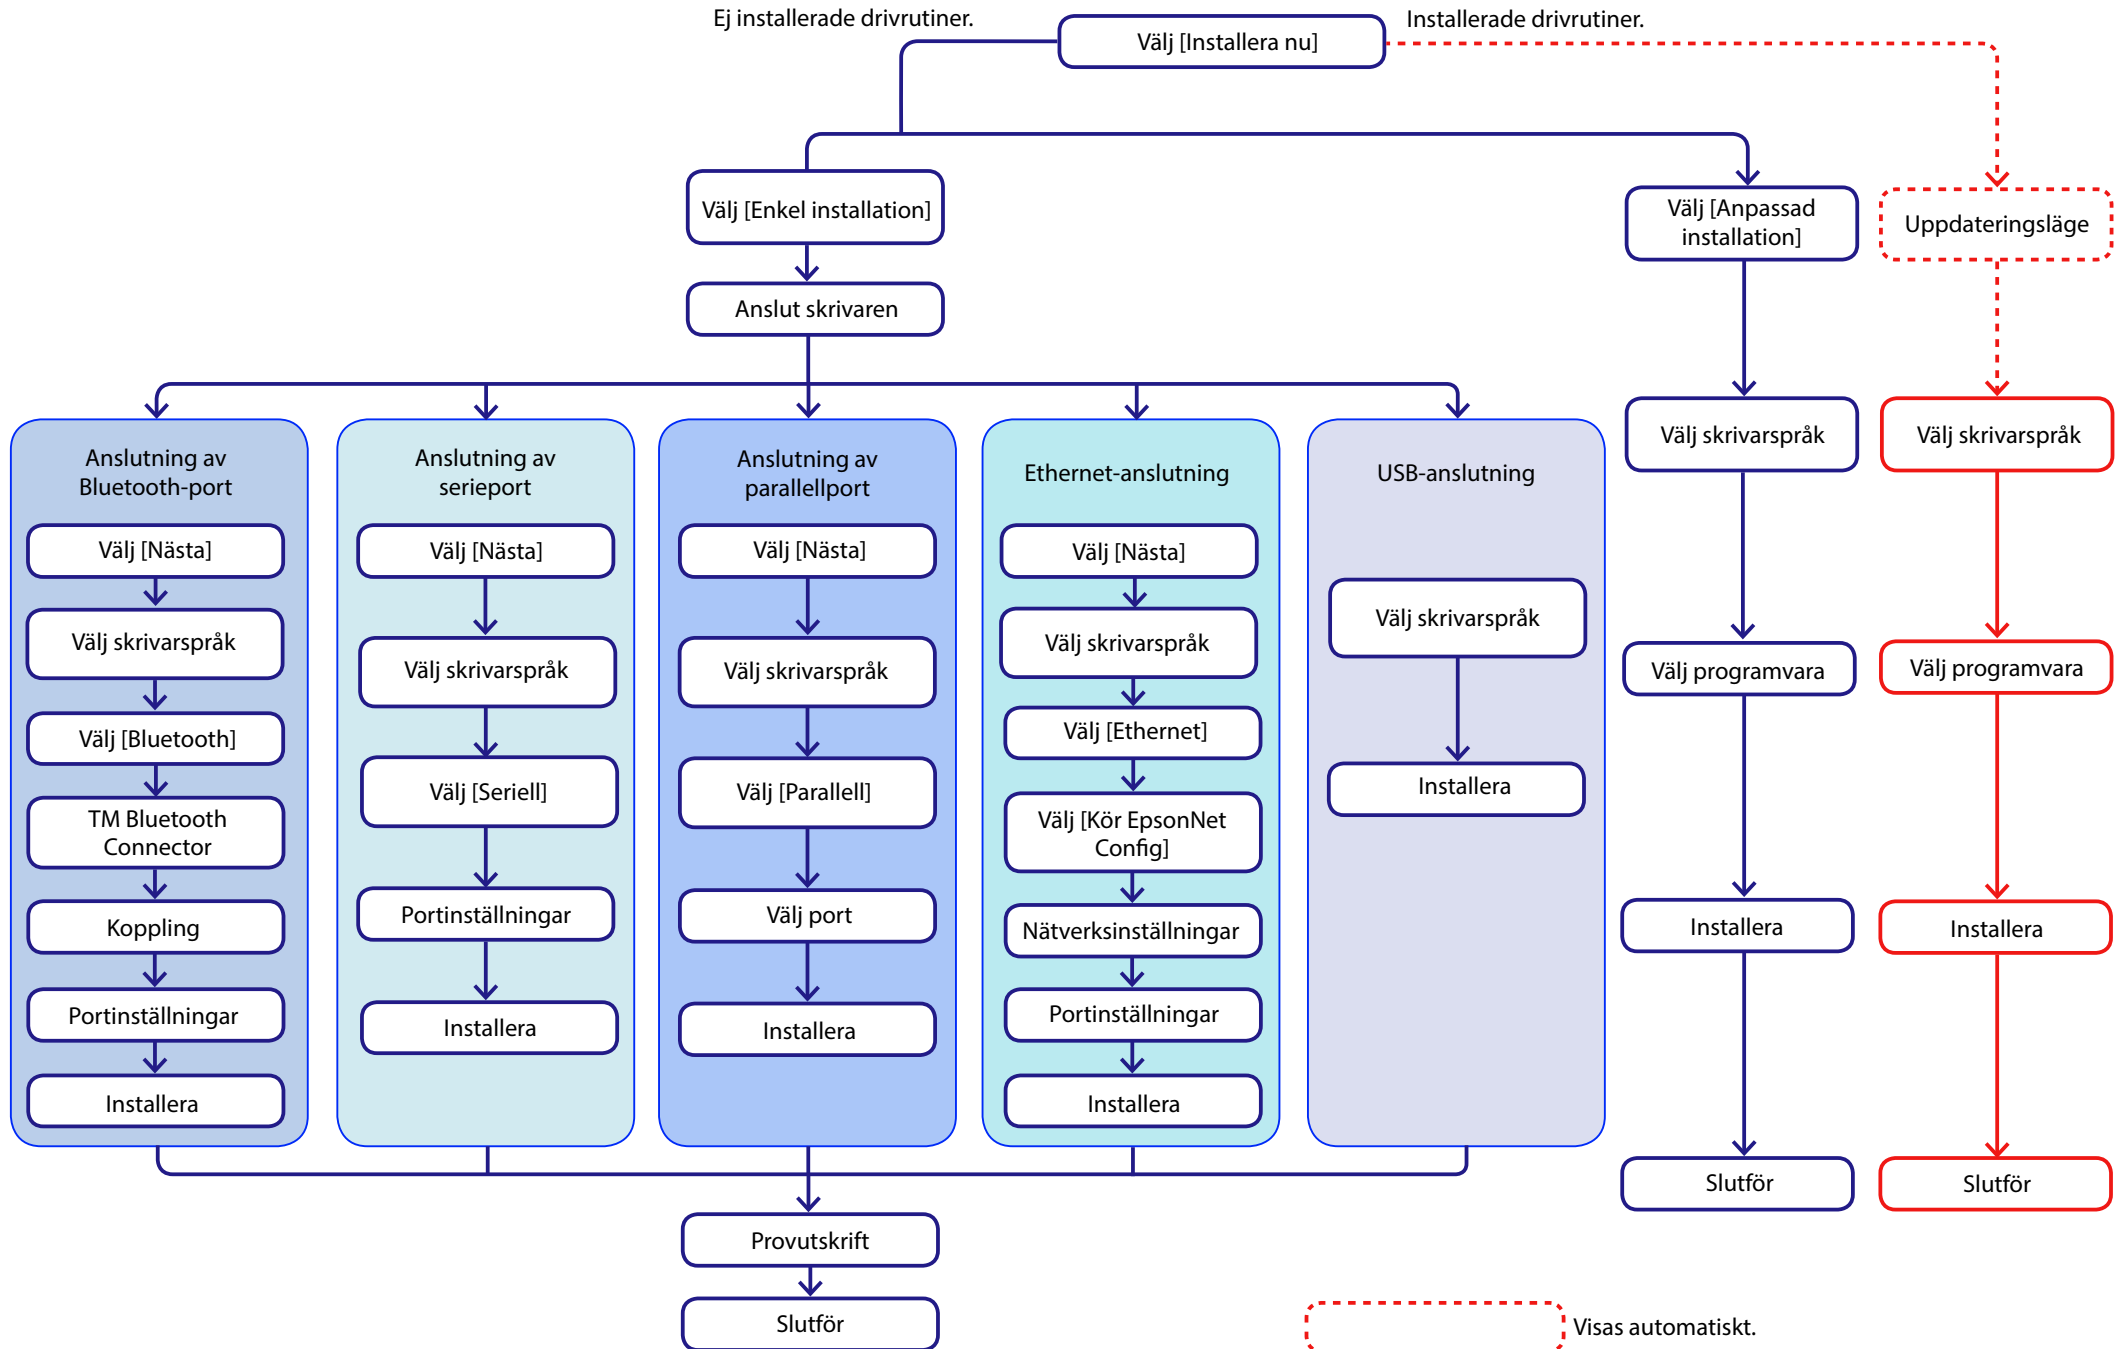 Ej installerade drivrutiner.
Välj [Installera nu]
Installerade drivrutiner.
Välj [Enkel installation]
Anslut skrivaren
Välj [Anpassad
installation]
Uppdateringsläge
Anslutning av
Bluetooth-port
Välj [Nästa]
Välj skrivarspråk
Välj [Bluetooth]
TM Bluetooth
Connector
Koppling
Portinställningar
Installera
Anslutning av
serieport
Välj [Nästa]
Välj skrivarspråk
Välj [Seriell]
Portinställningar
Installera
Anslutning av
parallellport
Välj [Nästa]
Välj skrivarspråk
Välj [Parallell]
Välj port
Installera
Ethernet-anslutning
Välj [Nästa]
Välj skrivarspråk
Välj [Ethernet]
Välj [Kör EpsonNet
Config]
Nätverksinställningar
Portinställningar
Installera
USB-anslutning
Välj skrivarspråk
Installera
Välj skrivarspråk
Välj programvara
Installera
Slutför
Välj skrivarspråk
Välj programvara
Installera
Slutför
Provutskrift
Slutför
Visas automatiskt.